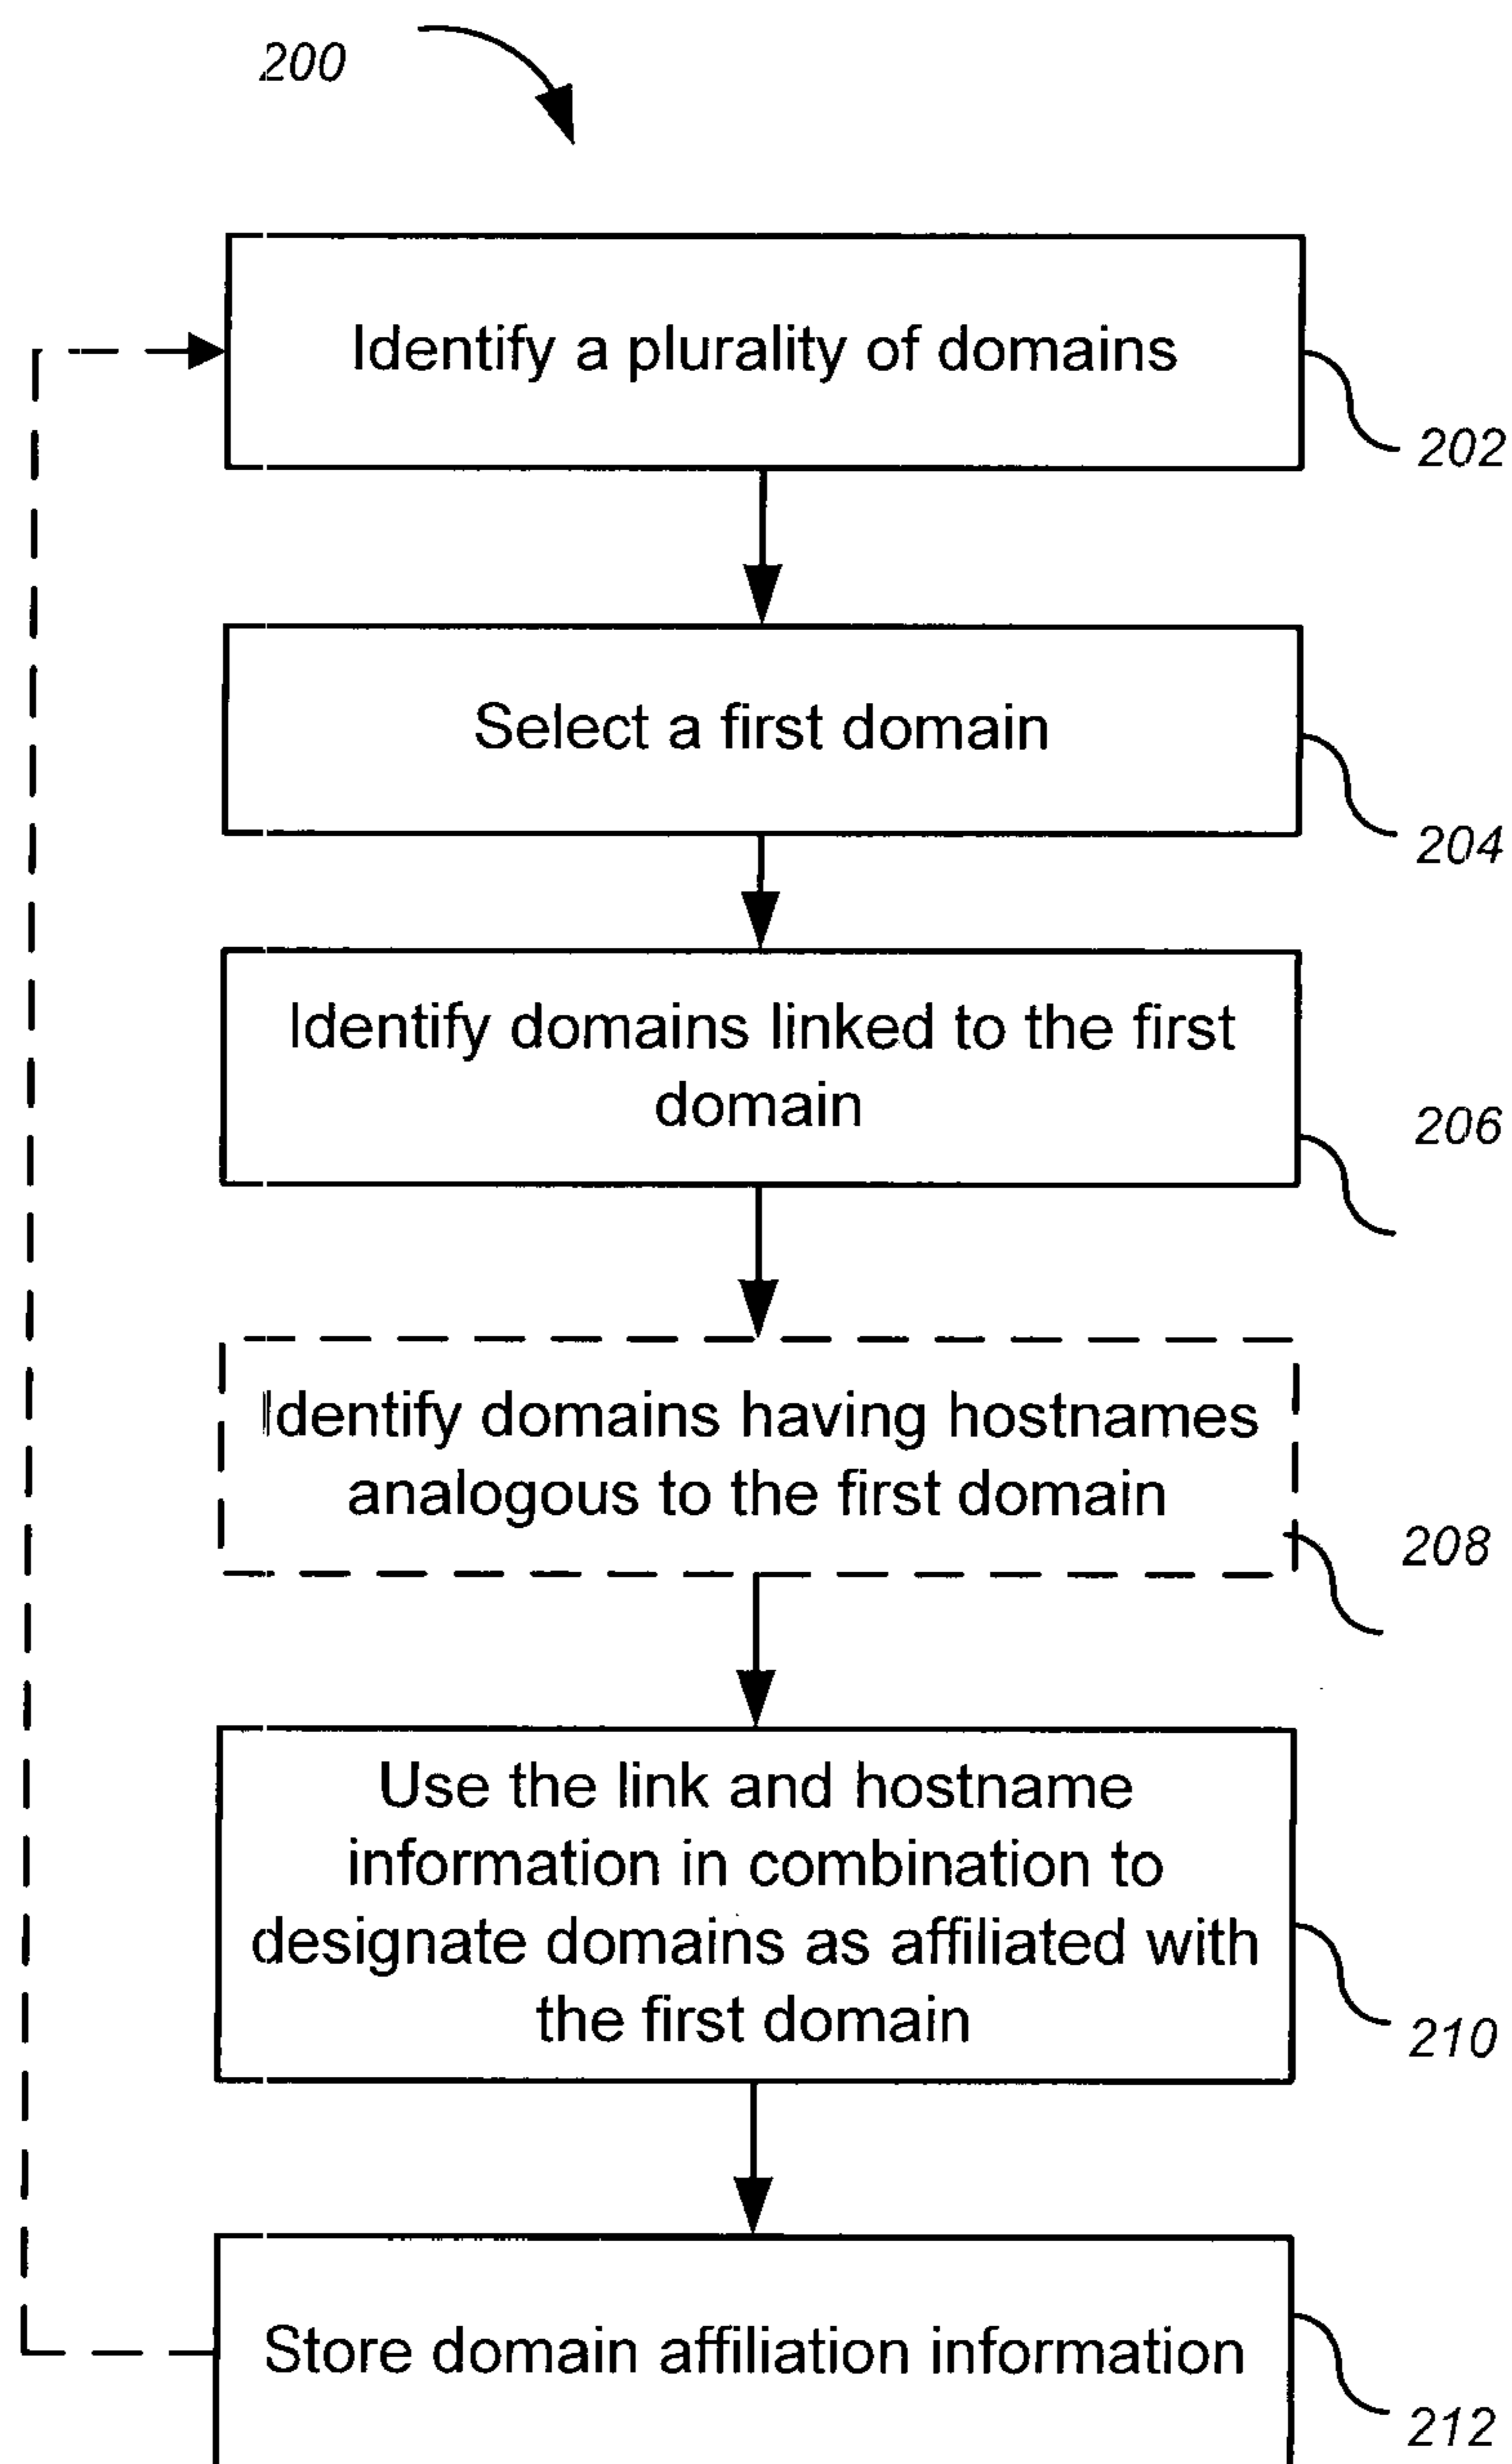 200
Identify a plurality of domains
202
Select a first domain
204
Identify domains linked to the first
domain
206
Identify domains having hostnames
analogous to the first domain
208
Use the link and hostname
information in combination to
designate domains as affiliated with
the first domain
210
Store domain affiliation information
212